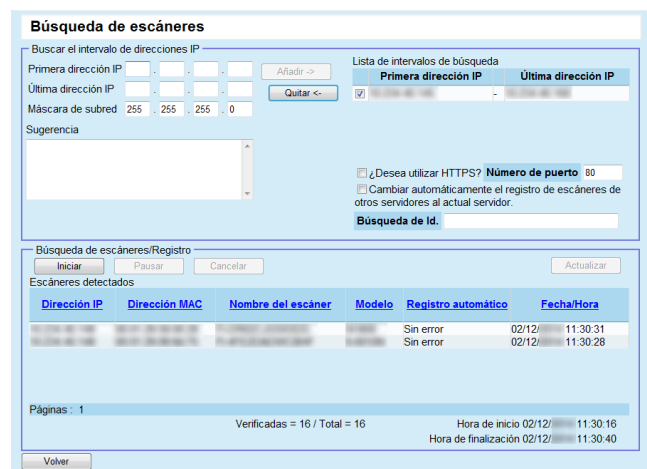 Búsqueda de escáneres
Buscar el intervalo de direcciones IP
Primera dirección IP . . . Añadir ->
Última dirección IP . . . Quitar <-
Máscara de subred 255 . 255 . 255 . 0
Sugerencia
Lista de intervalos de búsqueda
Primera dirección IP Última dirección IP
-
¿Desea utilizar HTTPS? Número de puerto 80
Cambiar automáticamente el registro de escáneres de
otros servidores al actual servidor.
Búsqueda de Id.
Búsqueda de escáneres/Registro
Iniciar Pausar Cancelar Actualizar
Escáneres detectados
Dirección IP Dirección MAC Nombre del escáner Modelo Registro automático Fecha/Hora
Sin error 02/12/ 11:30:31
Sin error 02/12/ 11:30:28
Páginas : 1
Verificadas = 16 / Total = 16 Hora de inicio 02/12/ 11:30:16
Hora de finalización 02/12/ 11:30:40
Volver